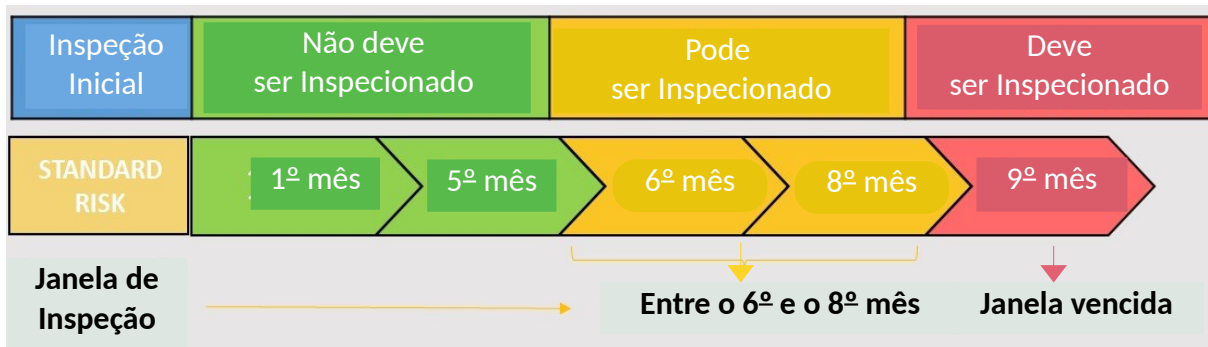 Inspeção
Inicial
Não deve
ser Inspecionado
Pode
ser Inspecionado
Deve
ser Inspecionado
STANDARD
RISK
1º mês
5º mês
6º mês
8º mês
9º mês
Janela de
Inspeção
Entre o 6º e o 8º mês
Janela vencida